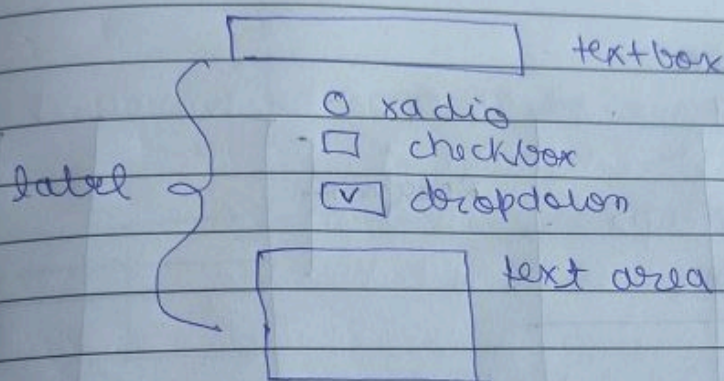 textbox
radio
checkbox
label
v dropdown
text area